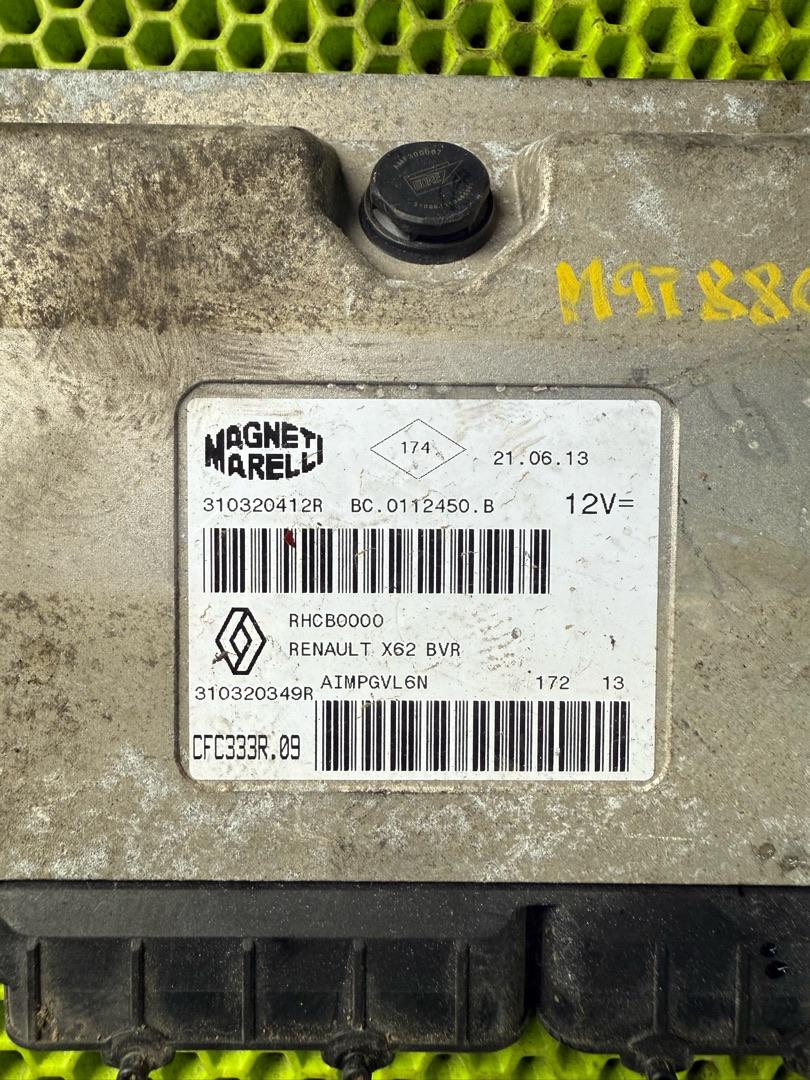 M9T 880
MAGNETI
MARELLI
174
21.06.13
310320412R BC.0112450.B 12V=
RHCB0000
RENAULT X62 BVR
AIMPGVL6N 172 13
310320349R
CFC333R.09